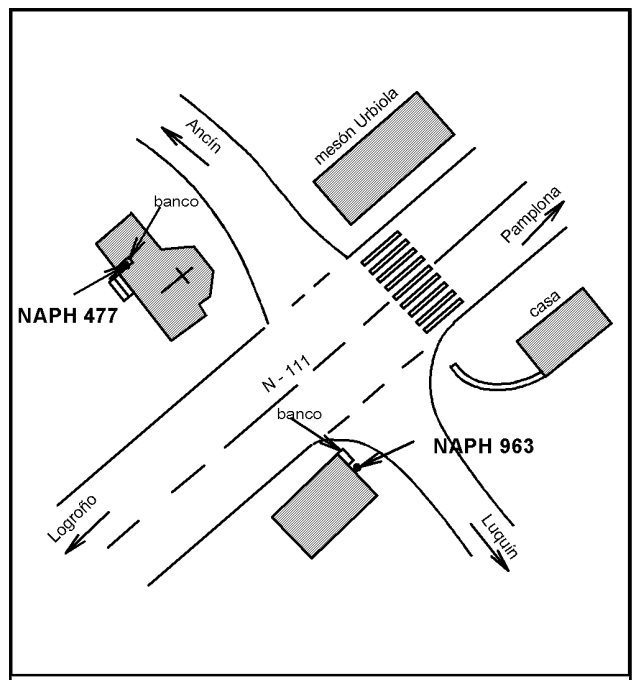 Ancín
mesón Urbiola
banco
Pamplona
NAPH 477
casa
N - 111
banco
NAPH 963
Logroño
Luquín